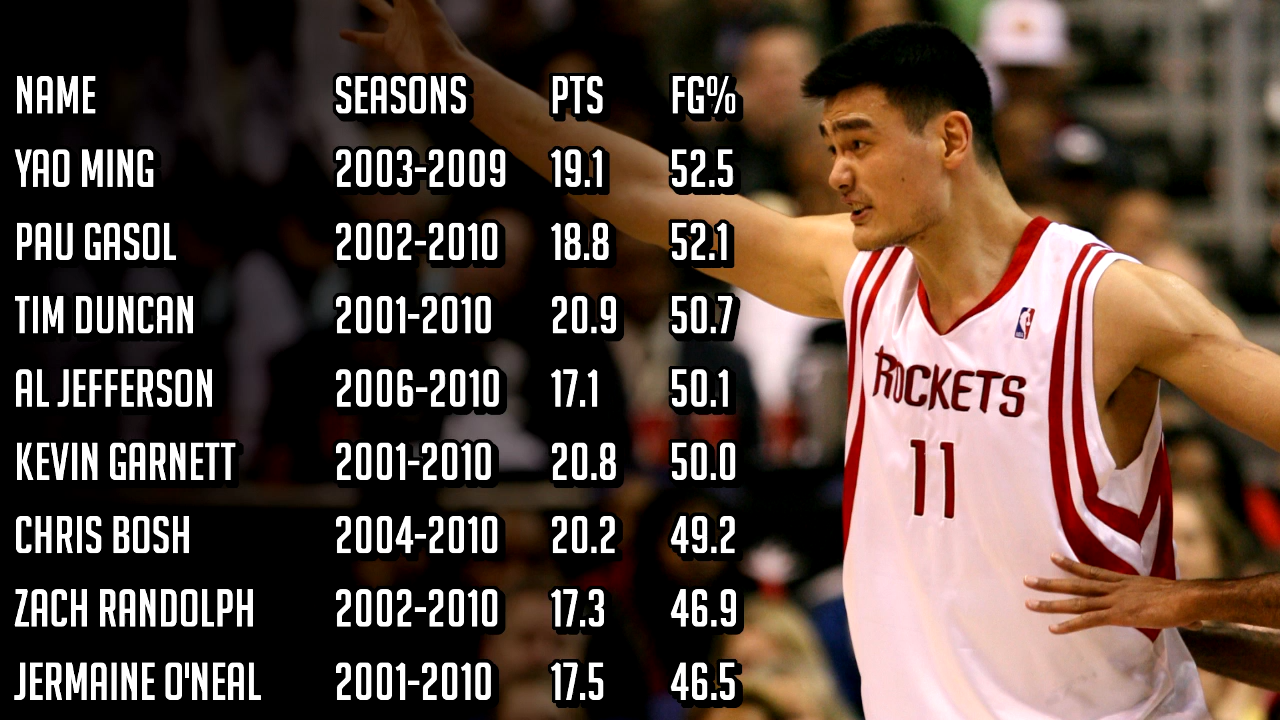 NAME SEASONS PTS FG%
YAO MING 2003-2009 19.1 52.5
PAU GASOL 2002-2010 18.8 52.1
TIM DUNCAN 2001-2010 20.9 50.7
AL JEFFERSON 2006-2010 17.1 50.1
KEVIN GARNETT 2001-2010 20.8 50.0
CHRIS BOSH 2004-2010 20.2 49.2
ZACH RANDOLPH 2002-2010 17.3 46.9
JERMAINE O'NEAL 2001-2010 17.5 46.5
ROCKETS
11